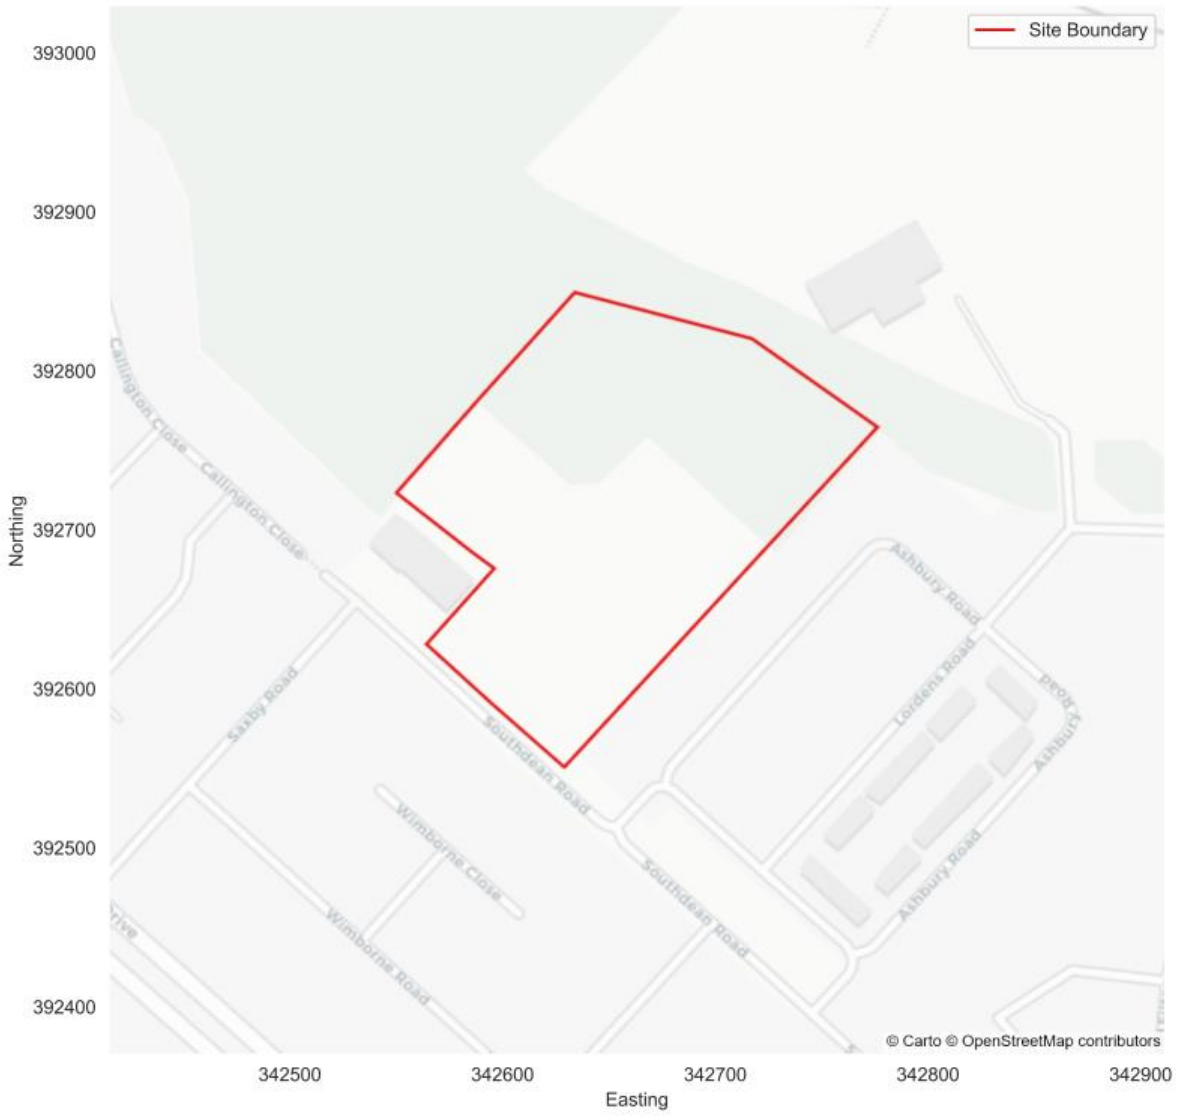 Site Boundary
393000
392900
392800
392700
392600
392500
392400
Northing
Callington Close
Callington Close
Saxby Road
Southdean Road
Wimborne Close
Wimborne Road
Southdean Road
Ashbury Road
Lordens Road
Ashbury Road
Ashbury Road
Drive
© Carto © OpenStreetMap contributors
342500
342600
342700
342800
342900
Easting